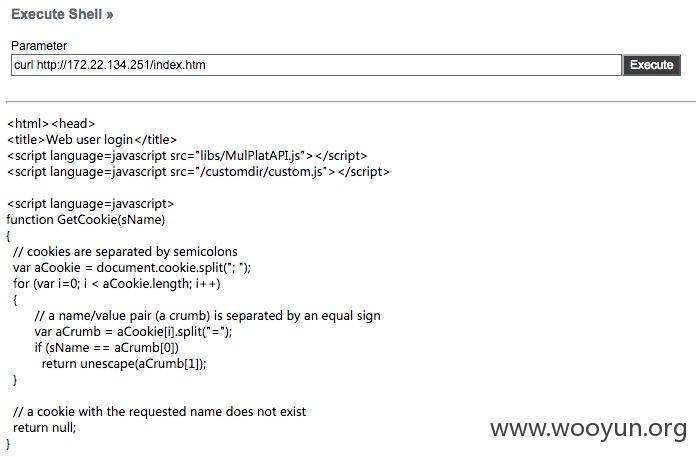 Execute Shell »
Parameter
curl http://172.22.134.251/index.htm
Execute
<html><head>
<title>Web user login</title>
<script language=javascript src="libs/MulPlatAPI.js"></script>
<script language=javascript src="/customdir/custom.js"></script>
<script language=javascript>
function GetCookie(sName)
{
// cookies are separated by semicolons
var aCookie = document.cookie.split("; ");
for (var i=0; i < aCookie.length; i++)
{
// a name/value pair (a crumb) is separated by an equal sign
var aCrumb = aCookie[i].split("=");
if (sName == aCrumb[0])
return unescape(aCrumb[1]);
}
// a cookie with the requested name does not exist
return null;
}
www.wooyun.org